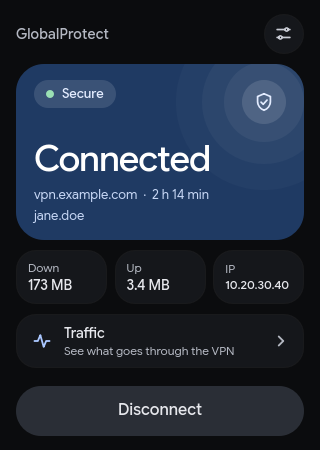 GlobalProtect
Secure
Connected
vpn.example.com · 2 h 14 min
jane.doe
Down
173 MB
Up
3.4 MB
IP
10.20.30.40
Traffic
See what goes through the VPN
Disconnect